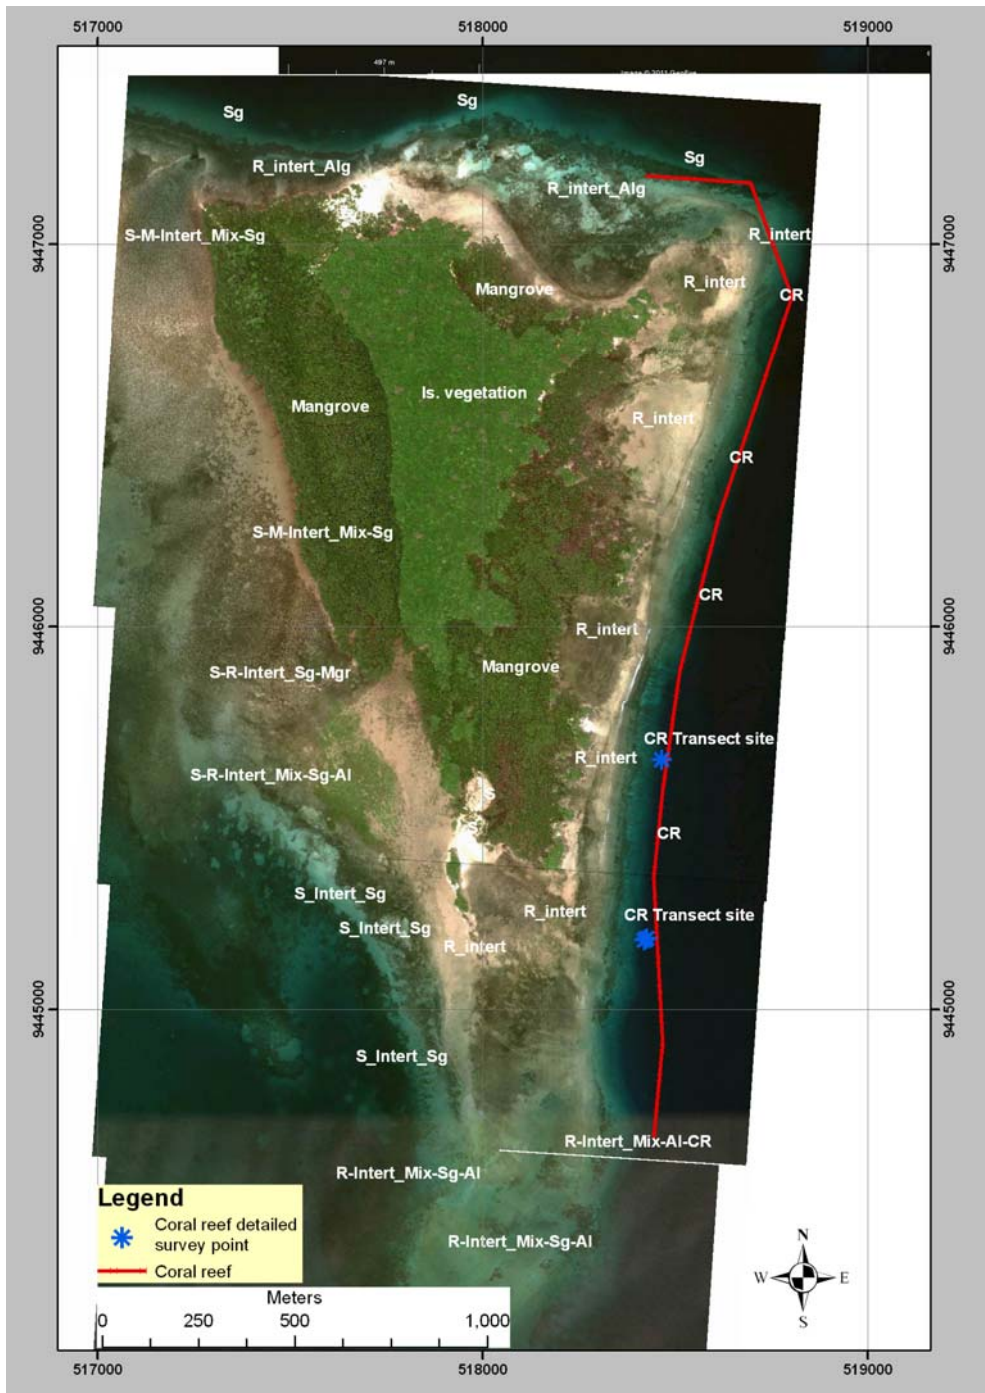 517000
518000
519000
497 m
Sg
Sg
Sg
R_intert_Alg
R_intert_Alg
S-M-Intert_Mix-Sg
R_intert
9447000
9447000
R_intert
Mangrove
CR
Is. vegetation
Mangrove
R_intert
CR
S-M-Intert_Mix-Sg
CR
9446000
9446000
R_intert
Mangrove
S-R-Intert_Sg-Mgr
CR Transect site
R_intert
S-R-Intert_Mix-Sg-Al
S
S
CR
S_Intert_Sg
R_intert
CR Transect site
S_Intert_Sg
R_intert
9445000
9445000
S_Intert_Sg
R-Intert_Mix-Al-CR
R-Intert_Mix-Sg-Al
R-Intert_Mix-Sg-Al
Legend
Coral reef detailed
survey point
Coral reef
Meters
0 250 500 1,000
N
W E
S
517000
518000
519000